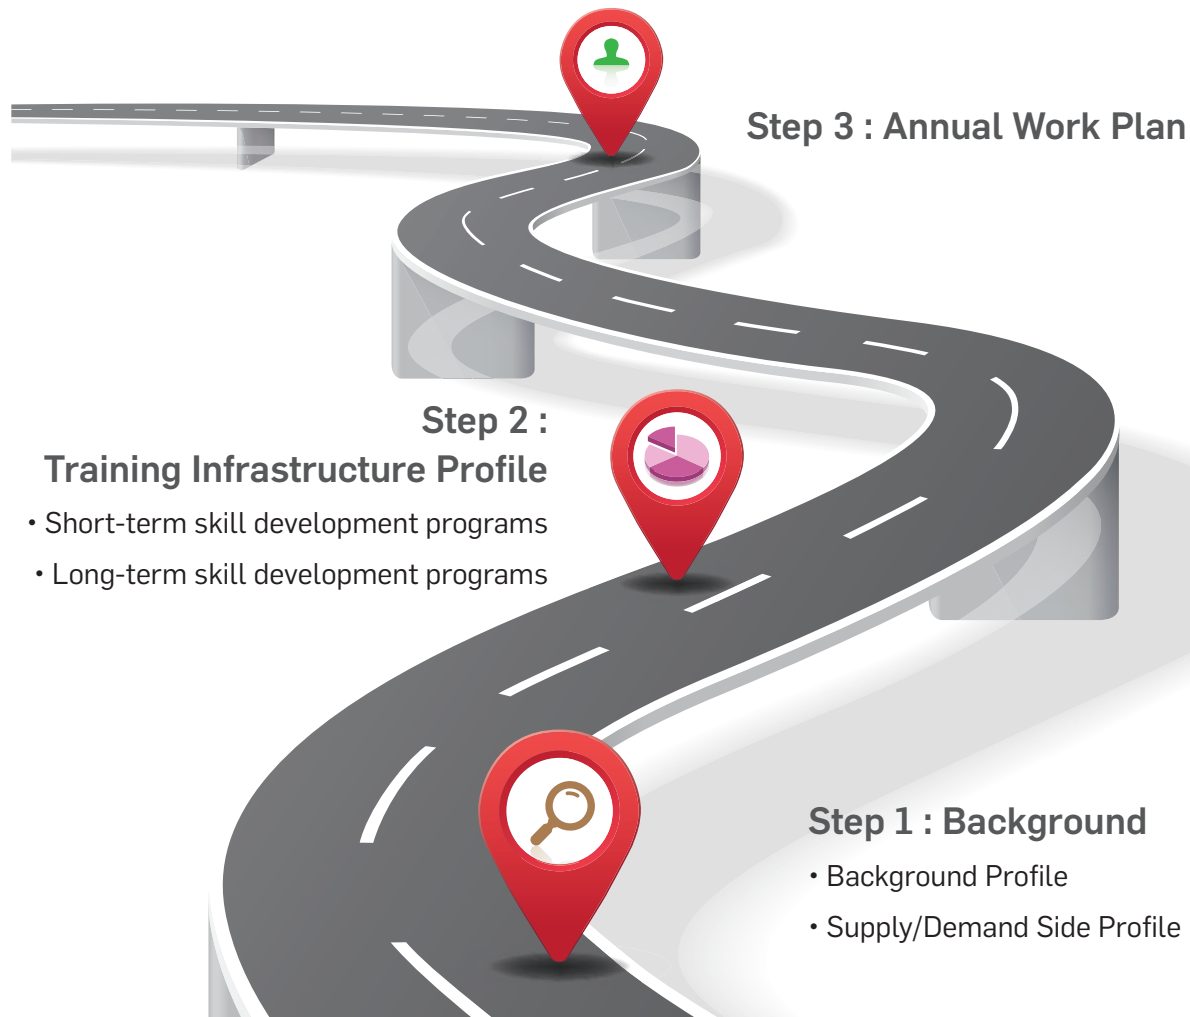 Step 3 : Annual Work Plan
Step 2 :
Training Infrastructure Profile
• Short-term skill development programs
• Long-term skill development programs
Step 1 : Background
• Background Profile
• Supply/Demand Side Profile